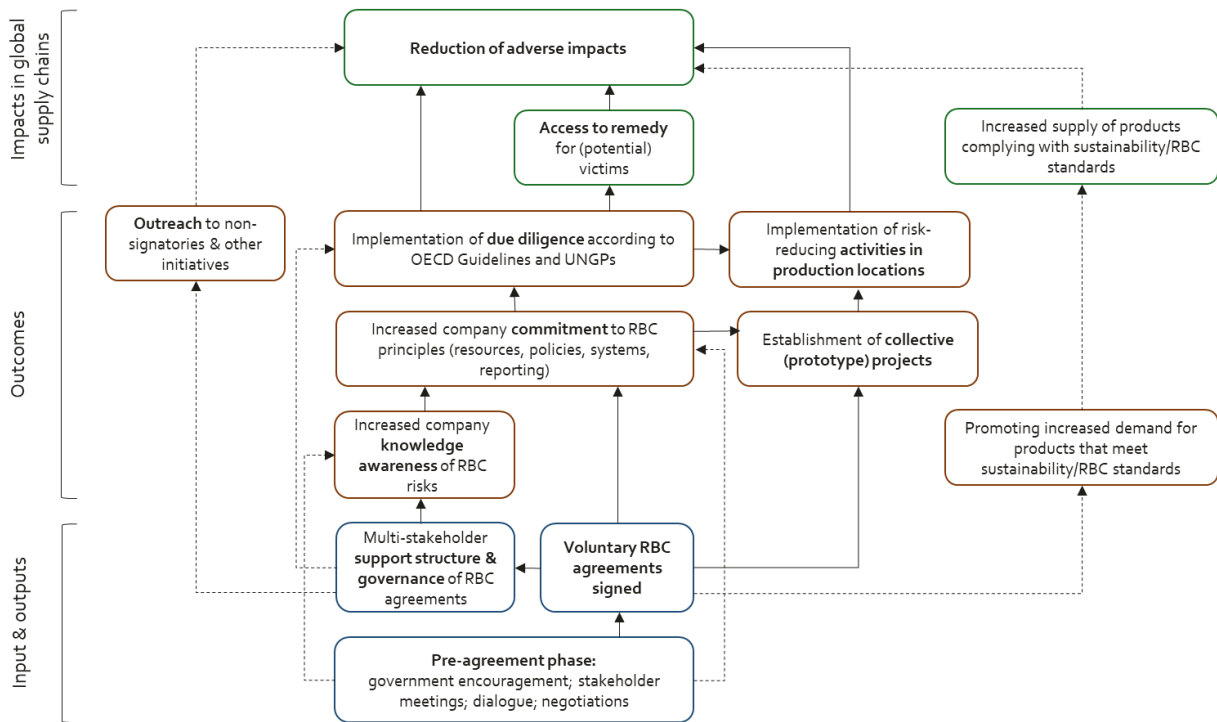 Impacts in global
supply chains
Reduction of adverse impacts
Access to remedy
for (potential)
victims
Increased supply of products
complying with sustainability/RBC
standards
Outcomes
Outreach to non-
signatories & other
initiatives
Implementation of due diligence according to
OECD Guidelines and UNGPs
Implementation of risk-
reducing activities in
production locations
Increased company commitment to RBC
principles (resources, policies, systems,
reporting)
Establishment of collective
(prototype) projects
Increased company
knowledge
awareness of RBC
risks
Promoting increased demand for
products that meet
sustainability/RBC standards
Input & outputs
Multi-stakeholder
support structure &
governance of RBC
agreements
Voluntary RBC
agreements
signed
Pre-agreement phase:
government encouragement; stakeholder
meetings; dialogue; negotiations